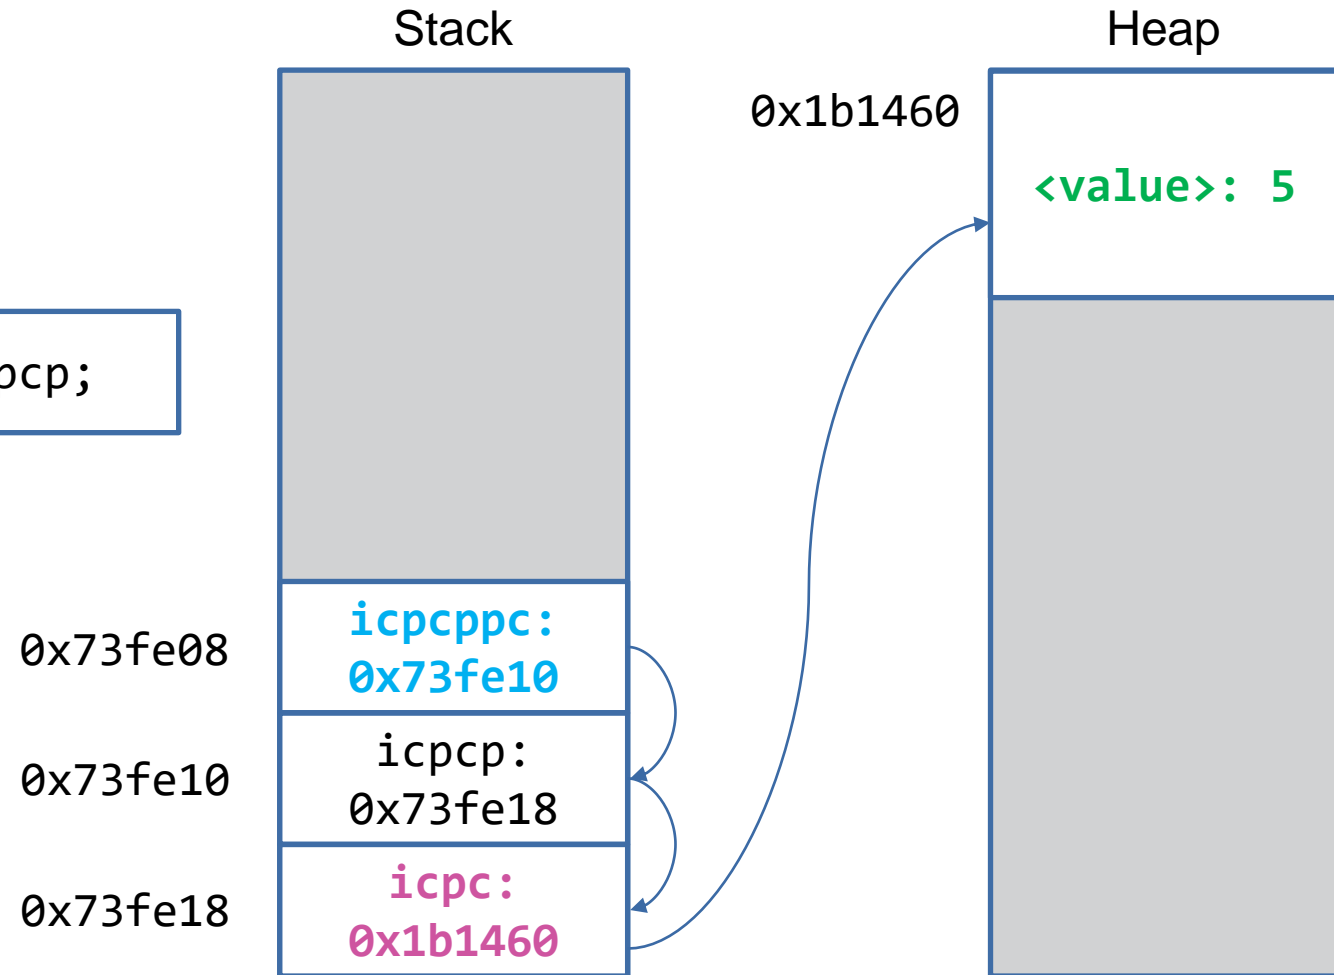 Stack
Heap
0x1b1460
<value>: 5
pcp;
icpcppc:
0x73fe08
0x73fe10
icpcp:
0x73fe10
0x73fe18
icpc:
0x73fe18
0x1b1460